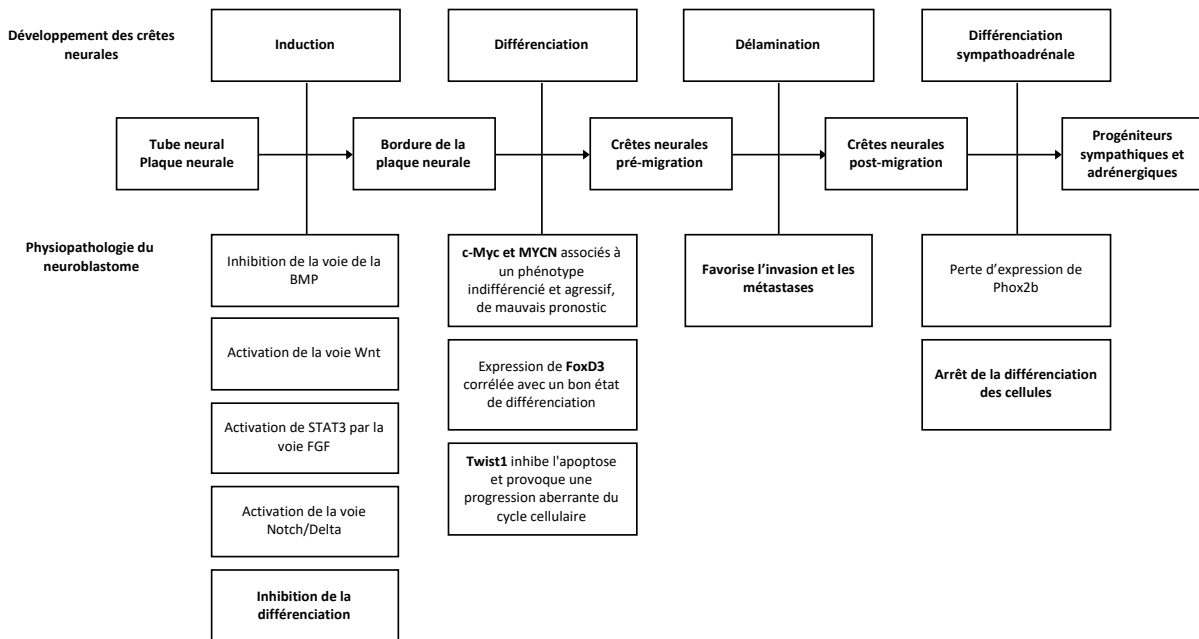 Développement des crêtes
neurales
Induction
Différenciation
Délamination
Différenciation
sympathoadrénale
Tube neural
Plaque neurale
Bordure de la
plaque neurale
Crêtes neurales
pré-migration
Crêtes neurales
post-migration
Progéniteurs
sympathiques et
adrénergiques
Physiopathologie du
neuroblastome
Inhibition de la voie de la
BMP
Activation de la voie Wnt
Activation de STAT3 par la
voie FGF
Activation de la voie
Notch/Delta
Inhibition de la
différenciation
c-Myc et MYCN associés à
un phénotype
indifférencié et agressif,
de mauvais pronostic
Expression de FoxD3
corrélée avec un bon état
de différenciation
Twist1 inhibe l'apoptose
et provoque une
progression aberrante du
cycle cellulaire
Favorise l’invasion et les
métastases
Perte d’expression de
Phox2b
Arrêt de la différenciation
des cellules